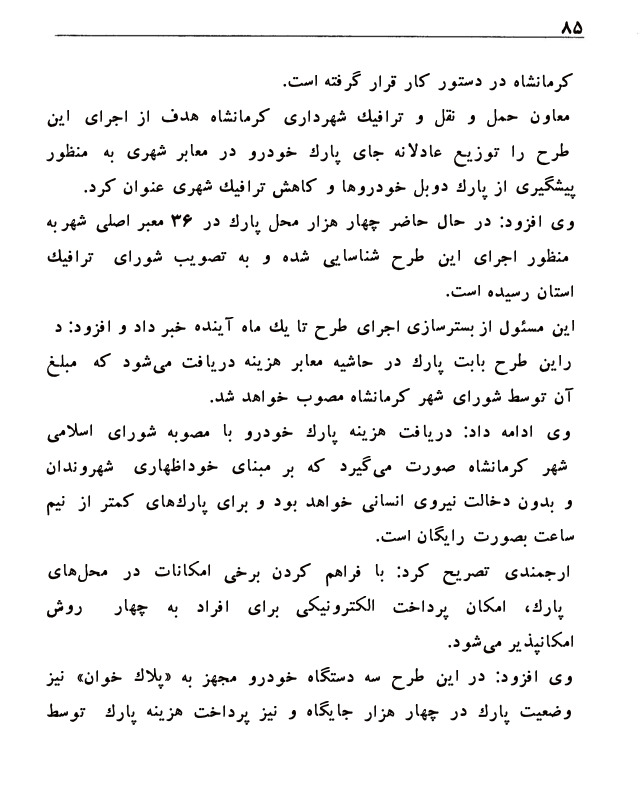 ۸۵
کرمانشاه در دستور کار قرار گرفته است.
معاون حمل و نقل و ترافیك شهرداری کرمانشاه هدف از اجرای این
طرح را توزیع عادلانه جای پارك خودرو در معابر شهری به منظور
پیشگیری از پارك دوبل خودروها و کاهش ترافیك شهری عنوان کرد.
وی افزود: در حال حاضر چهار هزار محل پارك در ۳۶ معبر اصلی شهر به
منظور اجرای این طرح شناسایی شده و به تصویب شورای ترافیك
استان رسیده است.
این مسئول از بسترسازی اجرای طرح تا یك ماه آینده خبر داد و افزود: د
راین طرح بابت پارك در حاشیه معابر هزینه دریافت می‌شود که مبلغ
آن توسط شورای شهر کرمانشاه مصوب خواهد شد.
وی ادامه داد: دریافت هزینه پارك خودرو با مصوبه شورای اسلامی
شهر کرمانشاه صورت می‌گیرد که بر مبنای خوداظهاری شهروندان
و بدون دخالت نیروی انسانی خواهد بود و برای پارك‌های کمتر از نیم
ساعت بصورت رایگان است.
ارجمندی تصریح کرد: با فراهم کردن برخی امکانات در محل‌های
پارك، امکان پرداخت الکترونیکی برای افراد به چهار روش
امکانپذیر می‌شود.
وی افزود: در این طرح سه دستگاه خودرو مجهز به «پلاك خوان» نیز
وضعیت پارك در چهار هزار جایگاه و نیز پرداخت هزینه پارك توسط